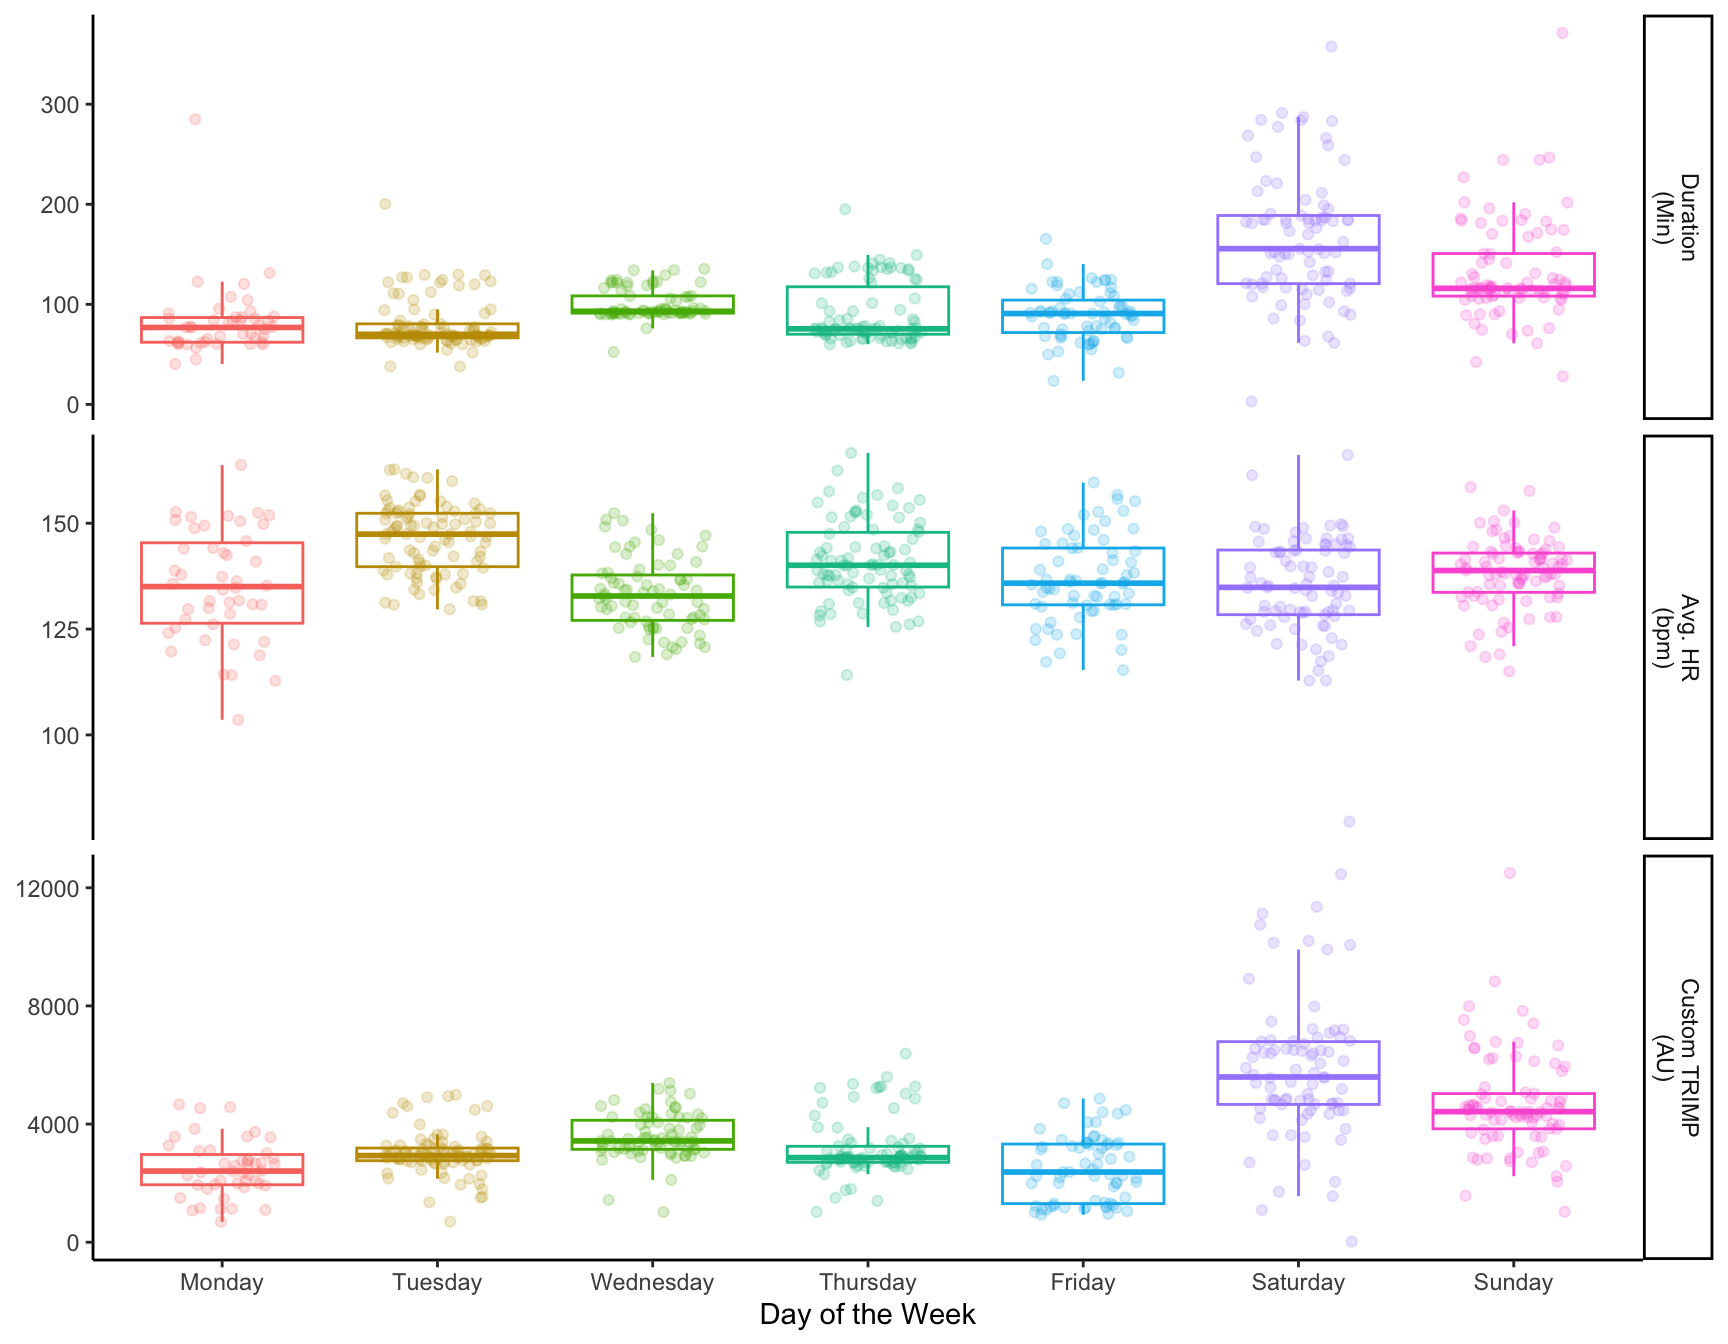 300
200
100
0
Duration
(Min)
150
125
100
Avg. HR
(bpm)
12000
8000
4000
0
Custom TRIMP
(AU)
Monday Tuesday Wednesday Thursday Friday Saturday Sunday
Day of the Week